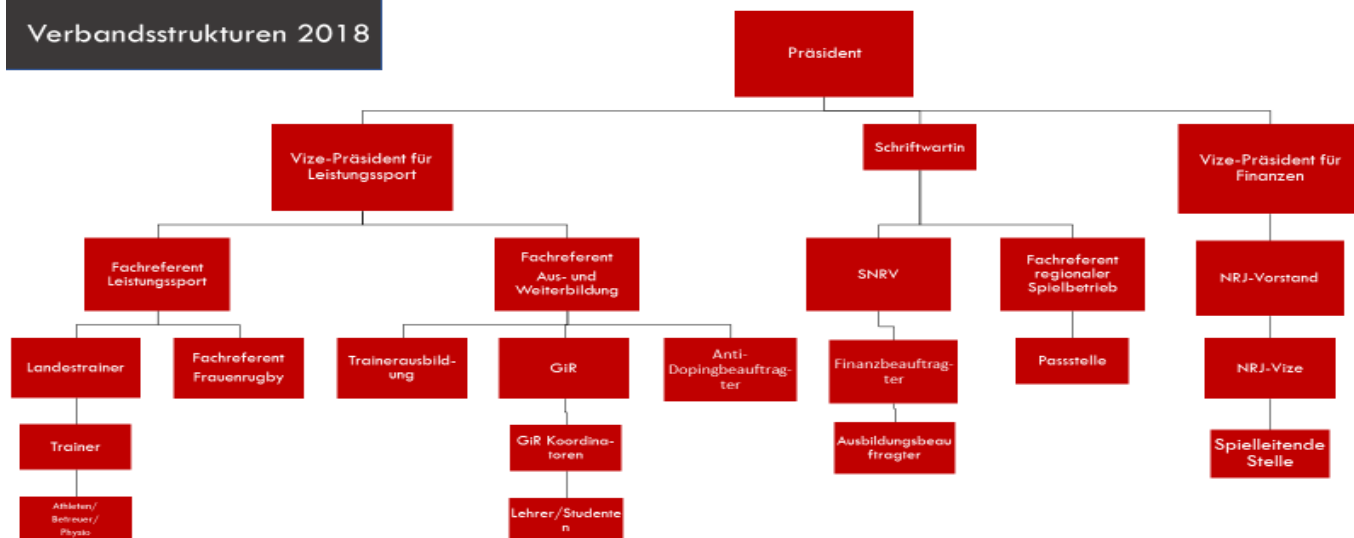 Verbandsstrukturen 2018
Präsident
Vize-Präsident für
Leistungssport
Schriftwartin
Vize-Präsident für
Finanzen
Fachreferent
Leistungssport
Fachreferent
Aus- und
Weiterbildung
SNRV
Fachreferent
regionaler
Spielbetrieb
NRJ-Vorstand
Landestrainer
Fachreferent
Frauenrugby
Trainerausbild-
ung
GiR
Anti-
Dopingbeauftrag-
ter
Finanzbeauftrag-
ter
Passstelle
NRJ-Vize
Trainer
GiR Koordina-
toren
Ausbildungsbeau
ftragter
Spielleitende
Stelle
Athleten/
Betreuer/
Physio
Lehrer/Studente
n